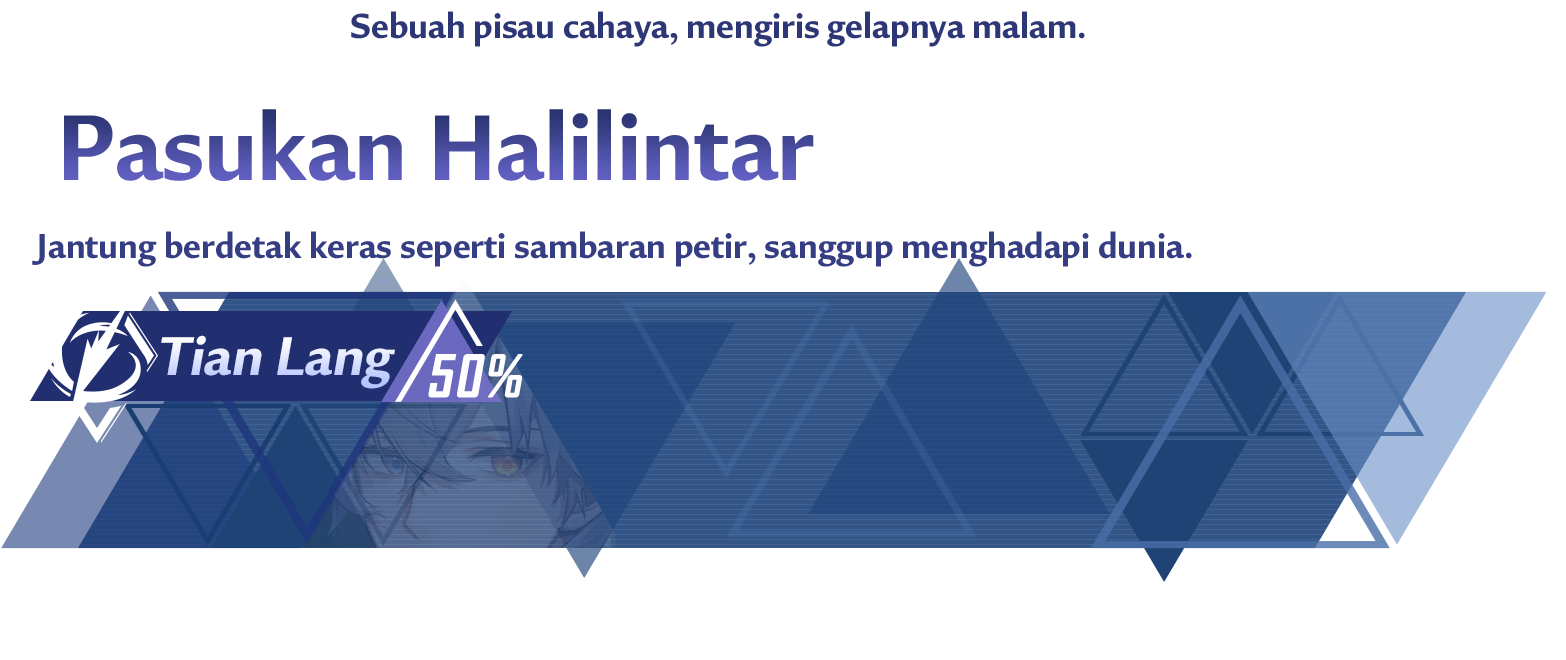 Sebuah pisau cahaya, mengiris gelapnya malam.
Pasukan Halilintar
Jantung berdetak keras seperti sambaran petir, sanggup menghadapi dunia.
Tian Lang
50%